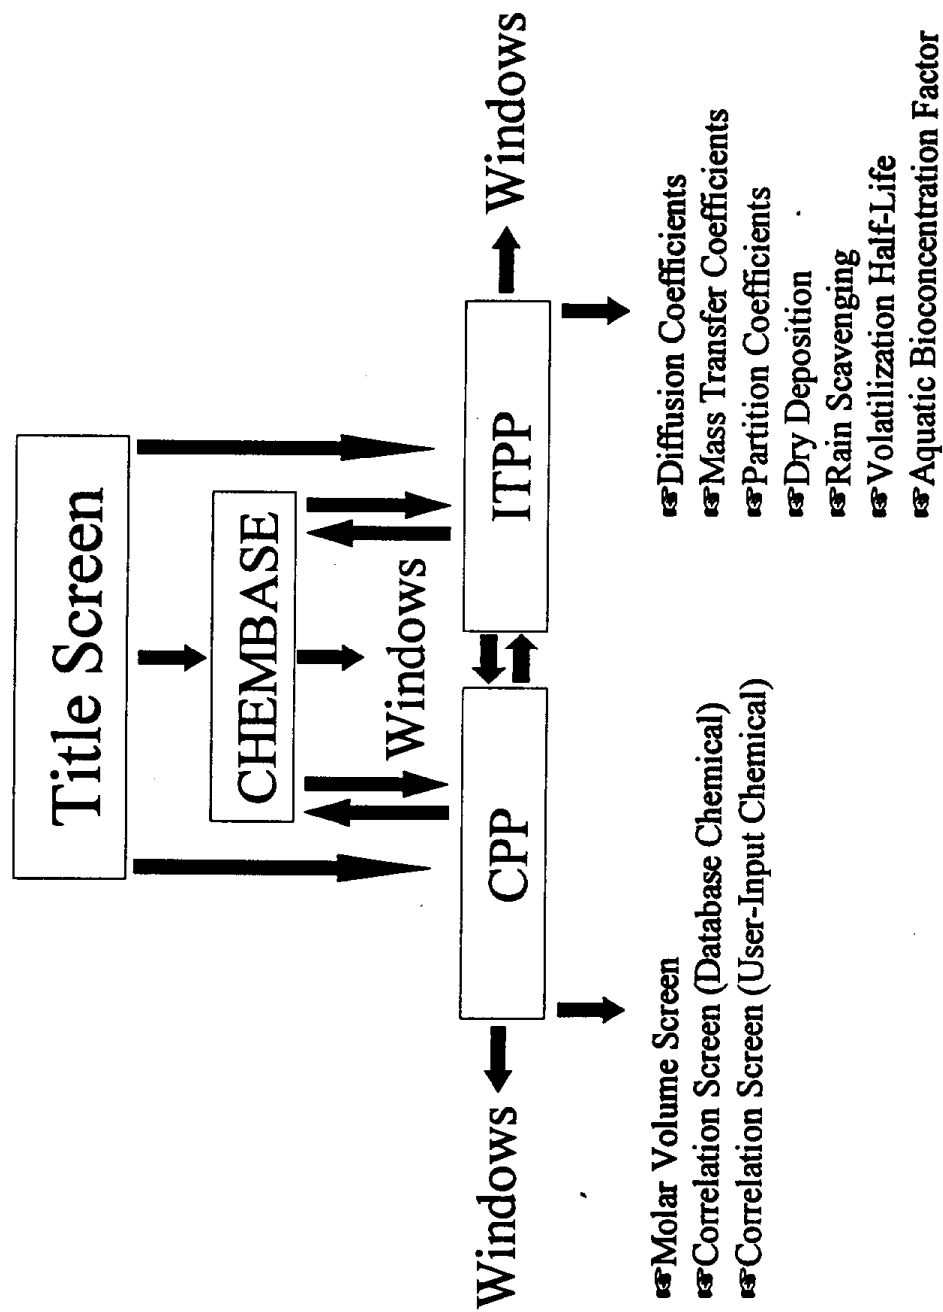 Title Screen
CHEMBASE
Windows
CPP
ITPP
Windows
Windows
☞Molar Volume Screen
☞Correlation Screen (Database Chemical)
☞Correlation Screen (User-Input Chemical)
☞Diffusion Coefficients
☞Mass Transfer Coefficients
☞Partition Coefficients
☞Dry Deposition
☞Rain Scavenging
☞Volatilization Half-Life
☞Aquatic Bioconcentration Factor